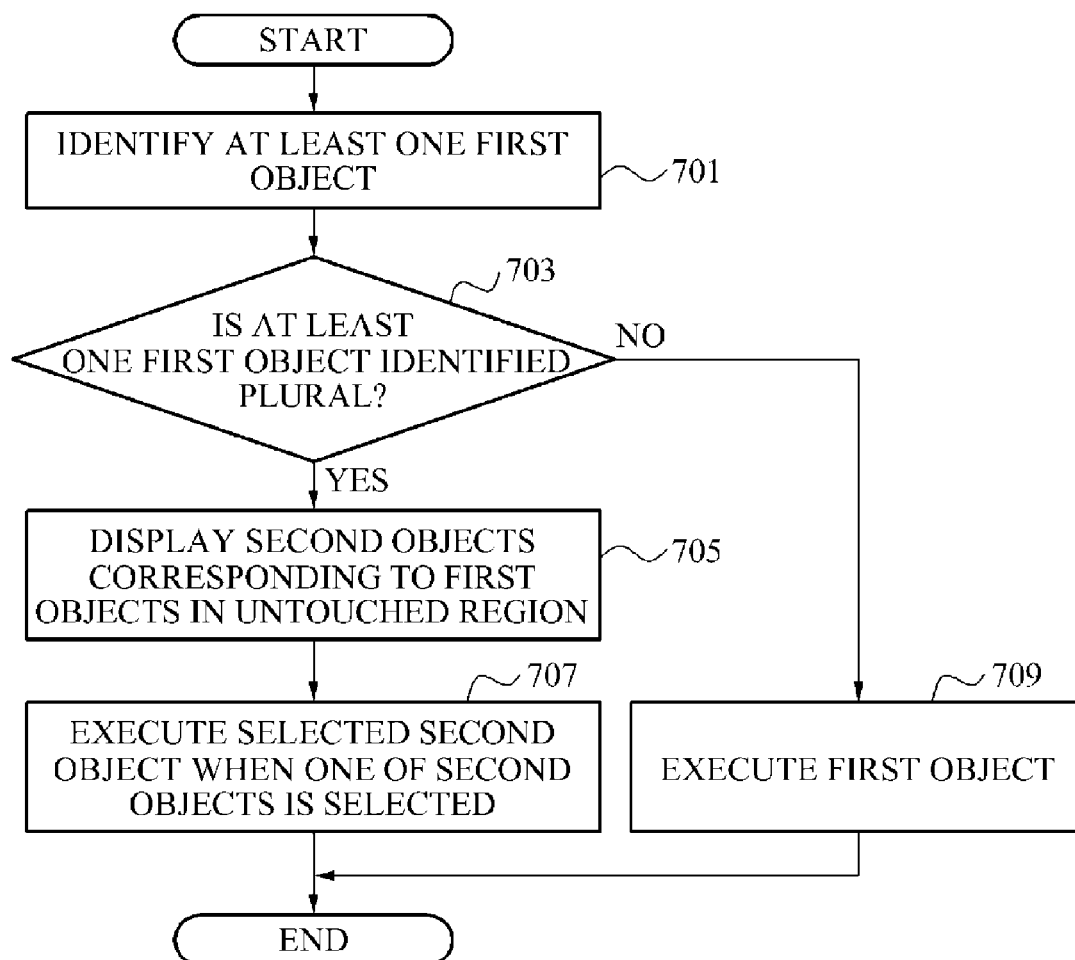 START
IDENTIFY AT LEAST ONE FIRST
OBJECT
701
703
IS AT LEAST
ONE FIRST OBJECT IDENTIFIED
PLURAL?
NO
YES
DISPLAY SECOND OBJECTS
CORRESPONDING TO FIRST
OBJECTS IN UNTOUCHED REGION
705
707
EXECUTE SELECTED SECOND
OBJECT WHEN ONE OF SECOND
OBJECTS IS SELECTED
709
EXECUTE FIRST OBJECT
END